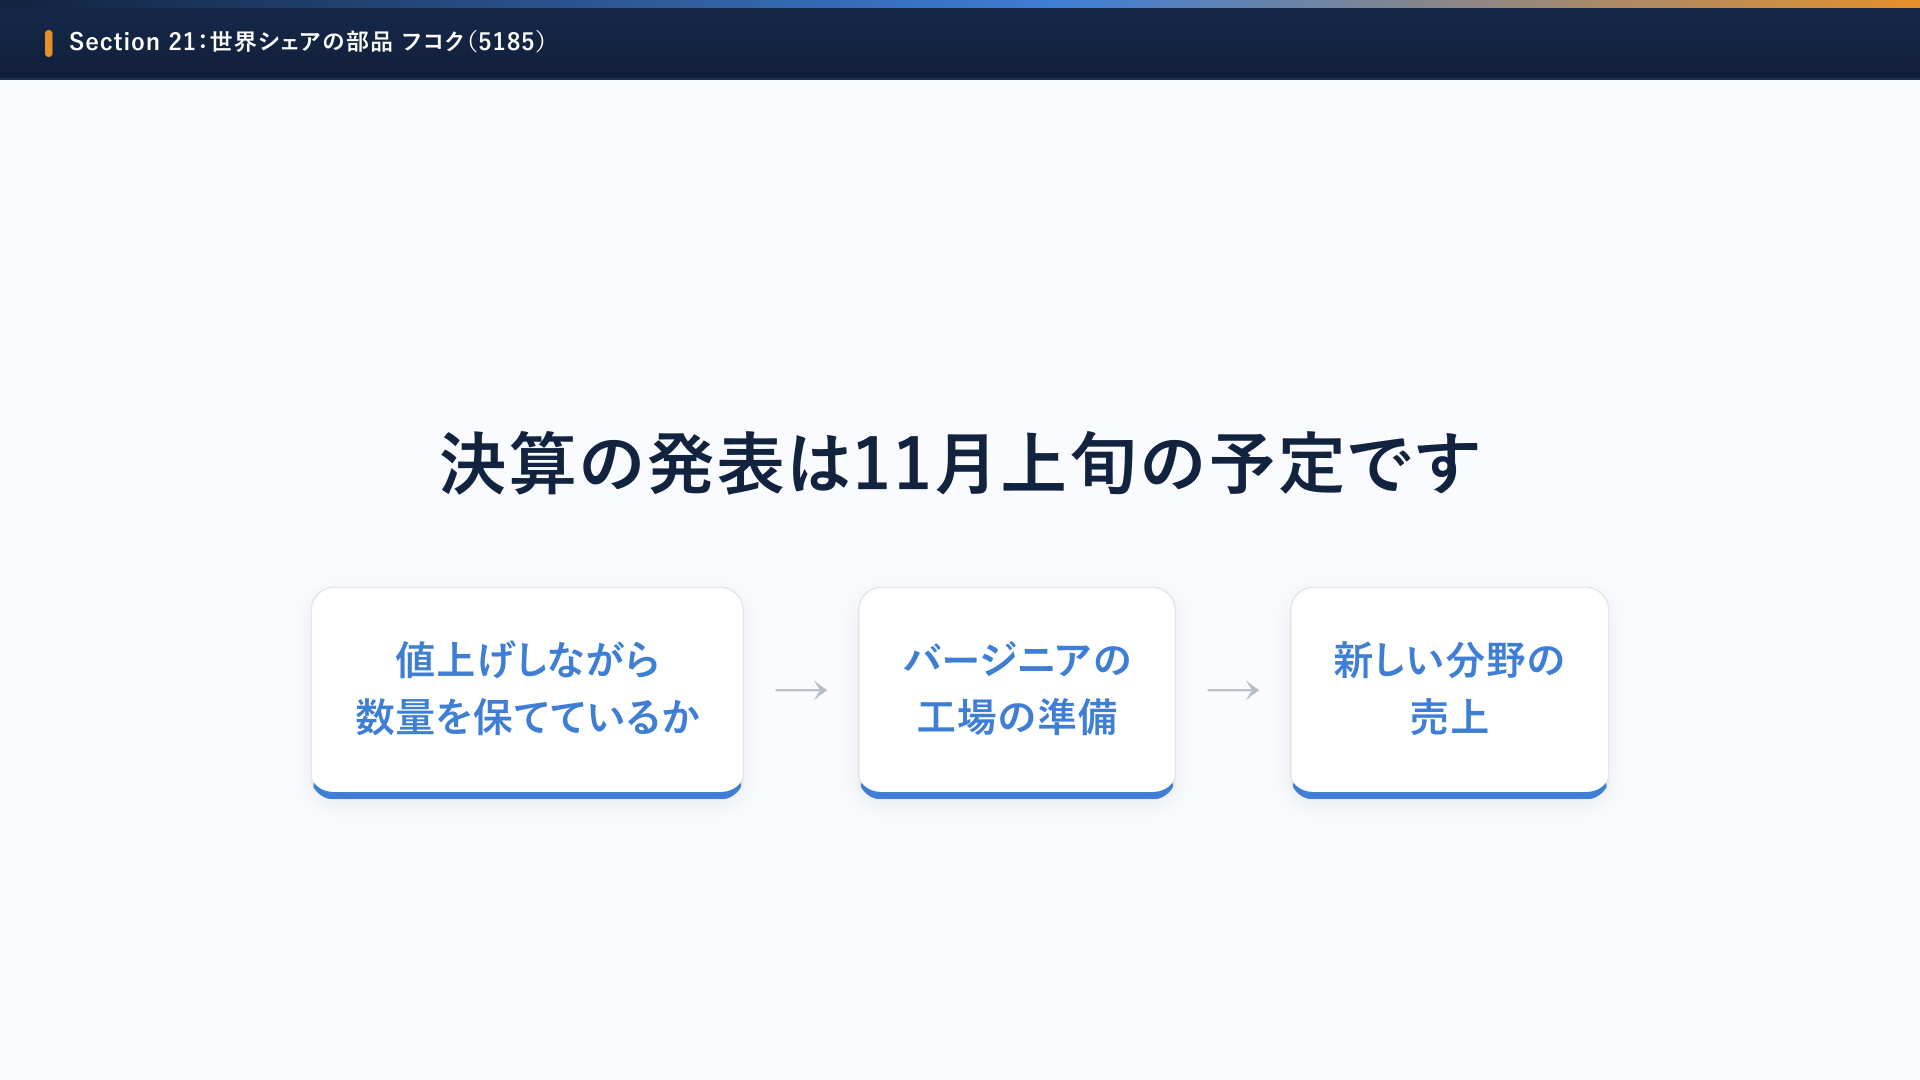 Section 21：世界シェアの部品 フコク（5185）
決算の発表は11月上旬の予定です
値上げしながら
数量を保てているか
バージニアの
工場の準備
新しい分野の
売上